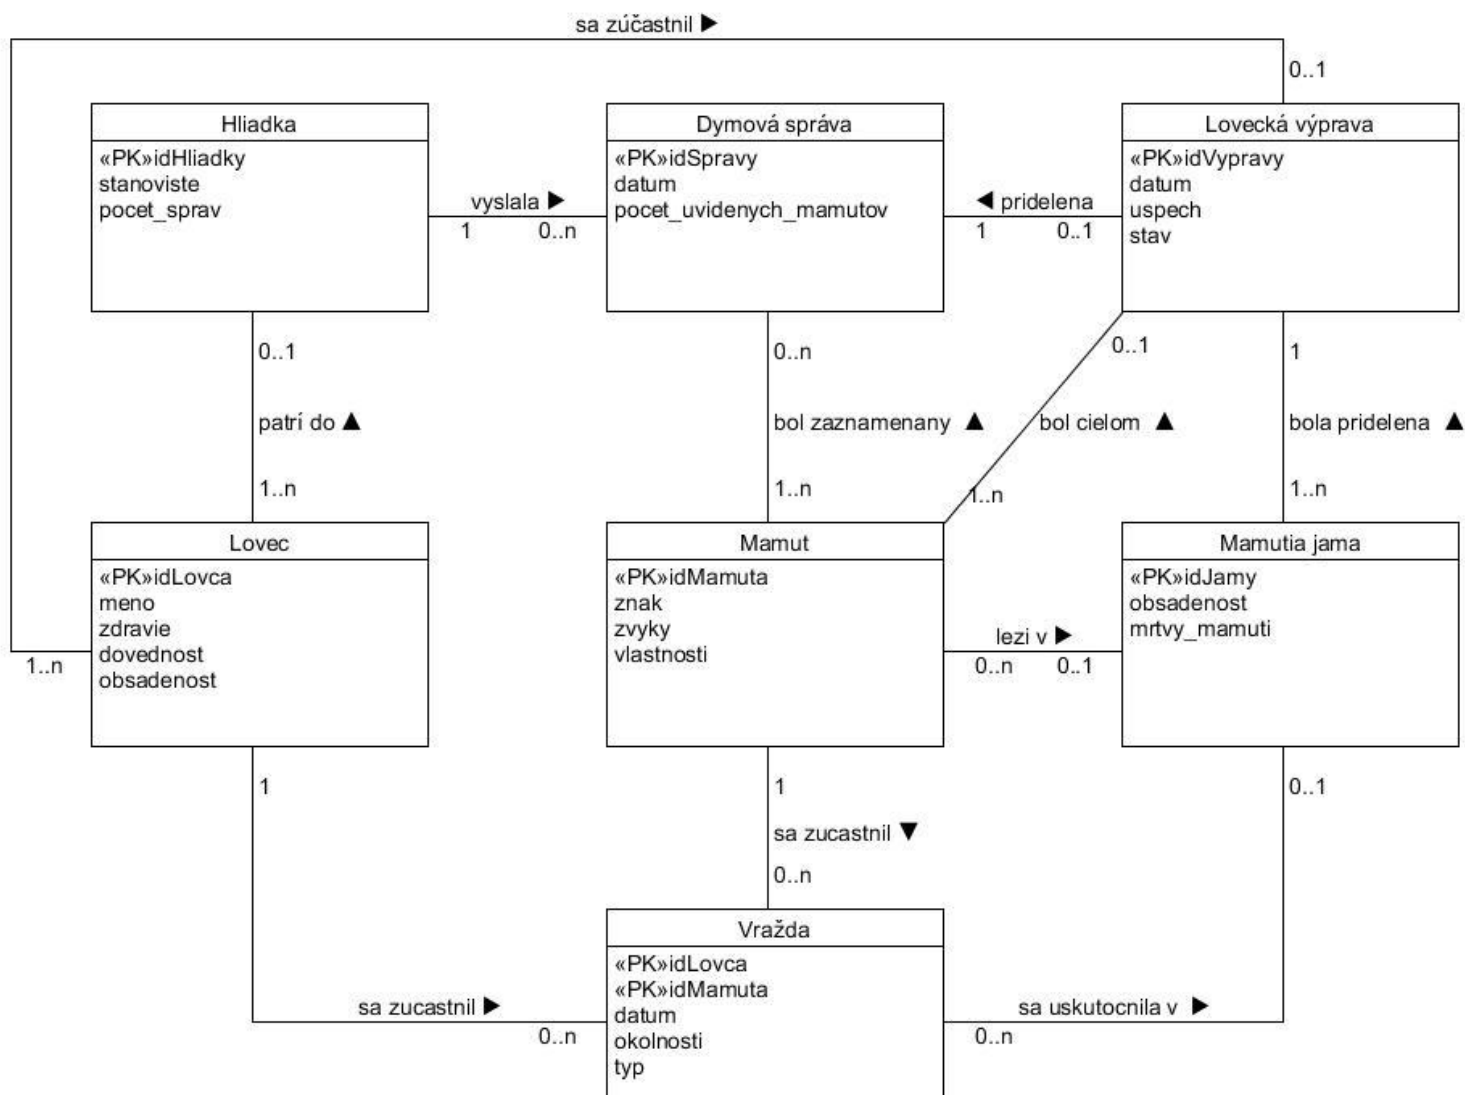 sa zúčastnil ▶
0..1
Hliadka
«PK»idHliadky
stanoviste
pocet_sprav
vyslala ▶
1
0..n
Dymová správa
«PK»idSpravy
datum
pocet_uvidenych_mamutov
◀ pridelena
1
0..1
Lovecká výprava
«PK»idVypravy
datum
uspech
stav
0..1
patrí do ▲
1..n
0..n
bol zaznamenany ▲
1..n
0..1
bol cielom ▲
1..n
1
bola pridelena ▲
1..n
Lovec
«PK»idLovca
meno
zdravie
dovednost
obsadenost
1..n
Mamut
«PK»idMamuta
znak
zvyky
vlastnosti
lezi v ▶
0..n
0..1
Mamutia jama
«PK»idJamy
obsadenost
mrtvy_mamuti
1
1
0..1
sa zucastnil ▼
0..n
Vražda
«PK»idLovca
«PK»idMamuta
datum
okolnosti
typ
sa zucastnil ▶
0..n
sa uskutocnila v ▶
0..n